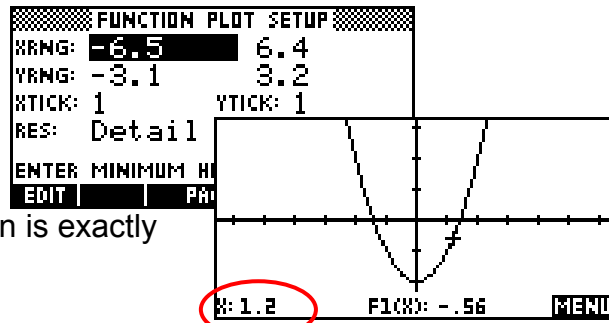 FUNCTION PLOT SETUP
XRNG: -6.5 6.4
YRNG: -3.1 3.2
XTICK: 1 YTICK: 1
RES: Detail
ENTER MINIMUM
EDIT
n is exactly
X: 1.2 F1(X): -.56 MENU